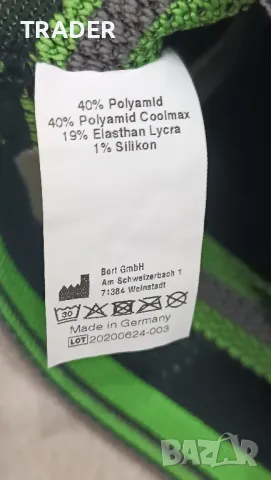 TRADER
40% Polyamid
40% Polyamid Coolmax
19% Elasthan Lycra
1% Silikon
Bort GmbH
Am Schweizerbach 1
71384 Weinstadt
30
Made in Germany
LOT 20200624-003
BAZAR